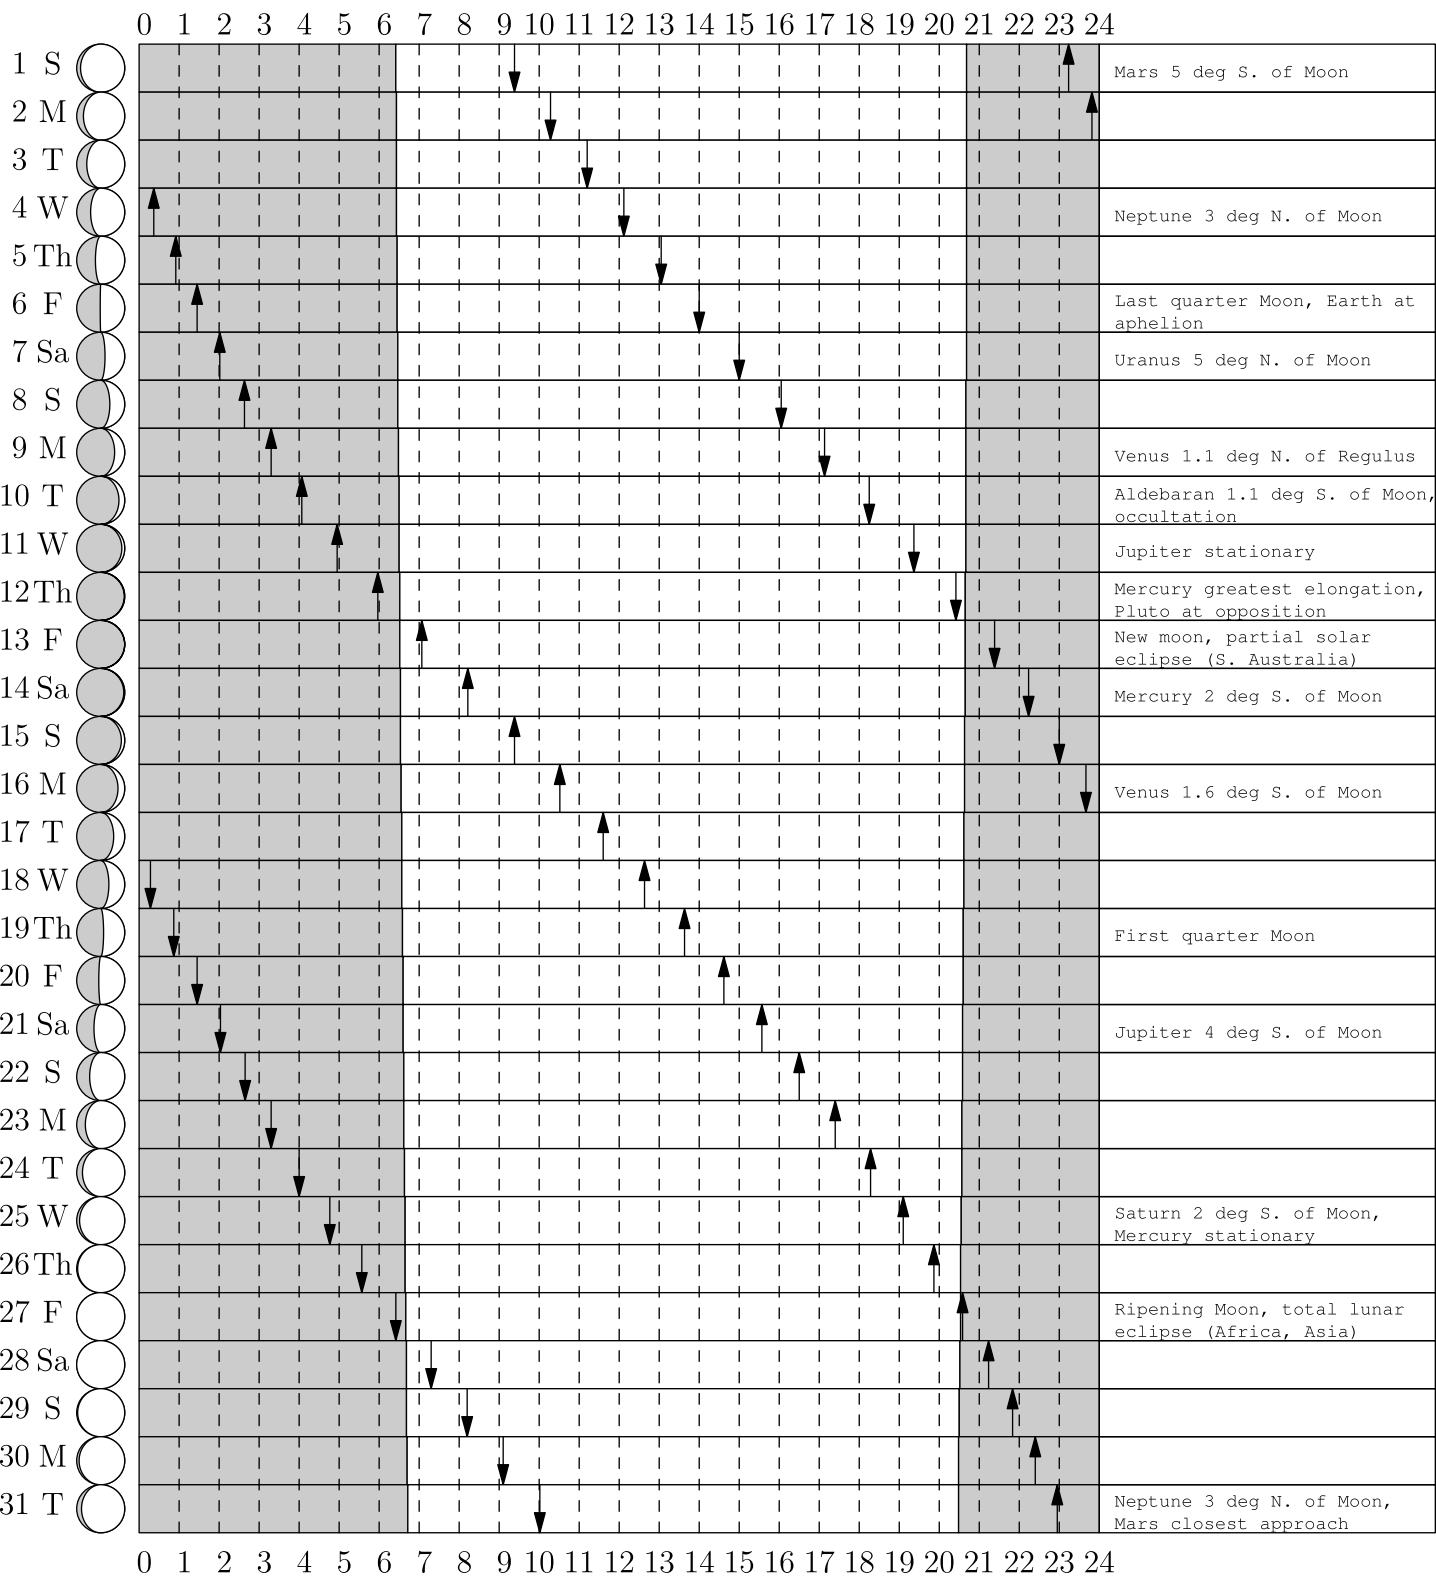 0 1 2 3 4 5 6 7 8 9 10 11 12 13 14 15 16 17 18 19 20 21 22 23 24
1 S Mars 5 deg S. of Moon
2 M
3 T
4 W Neptune 3 deg N. of Moon
5 Th
6 F Last quarter Moon, Earth at
aphelion
7 Sa Uranus 5 deg N. of Moon
8 S
9 M Venus 1.1 deg N. of Regulus
10 T Aldebaran 1.1 deg S. of Moon,
occultation
11 W Jupiter stationary
12 Th Mercury greatest elongation,
Pluto at opposition
13 F New moon, partial solar
eclipse (S. Australia)
14 Sa Mercury 2 deg S. of Moon
15 S
16 M Venus 1.6 deg S. of Moon
17 T
18 W
19 Th First quarter Moon
20 F
21 Sa Jupiter 4 deg S. of Moon
22 S
23 M
24 T
25 W Saturn 2 deg S. of Moon,
Mercury stationary
26 Th
27 F Ripening Moon, total lunar
eclipse (Africa, Asia)
28 Sa
29 S
30 M
31 T Neptune 3 deg N. of Moon,
Mars closest approach
0 1 2 3 4 5 6 7 8 9 10 11 12 13 14 15 16 17 18 19 20 21 22 23 24